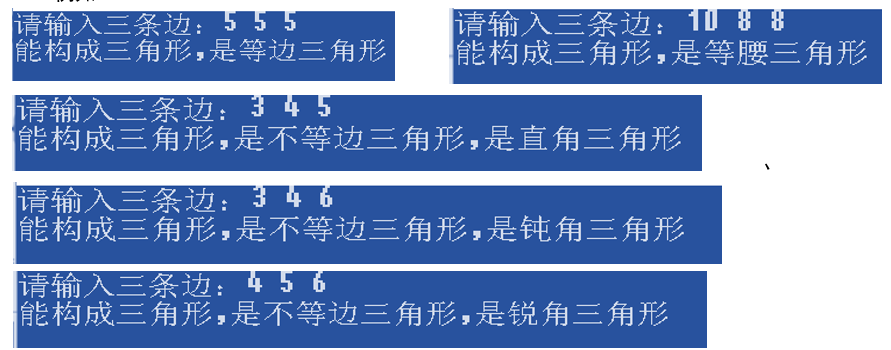 请输入三条边：5 5 5
能构成三角形,是等边三角形
请输入三条边：10 8 8
能构成三角形,是等腰三角形
请输入三条边：3 4 5
能构成三角形,是不等边三角形,是直角三角形
、
请输入三条边：3 4 6
能构成三角形,是不等边三角形,是钝角三角形
请输入三条边：4 5 6
能构成三角形,是不等边三角形,是锐角三角形